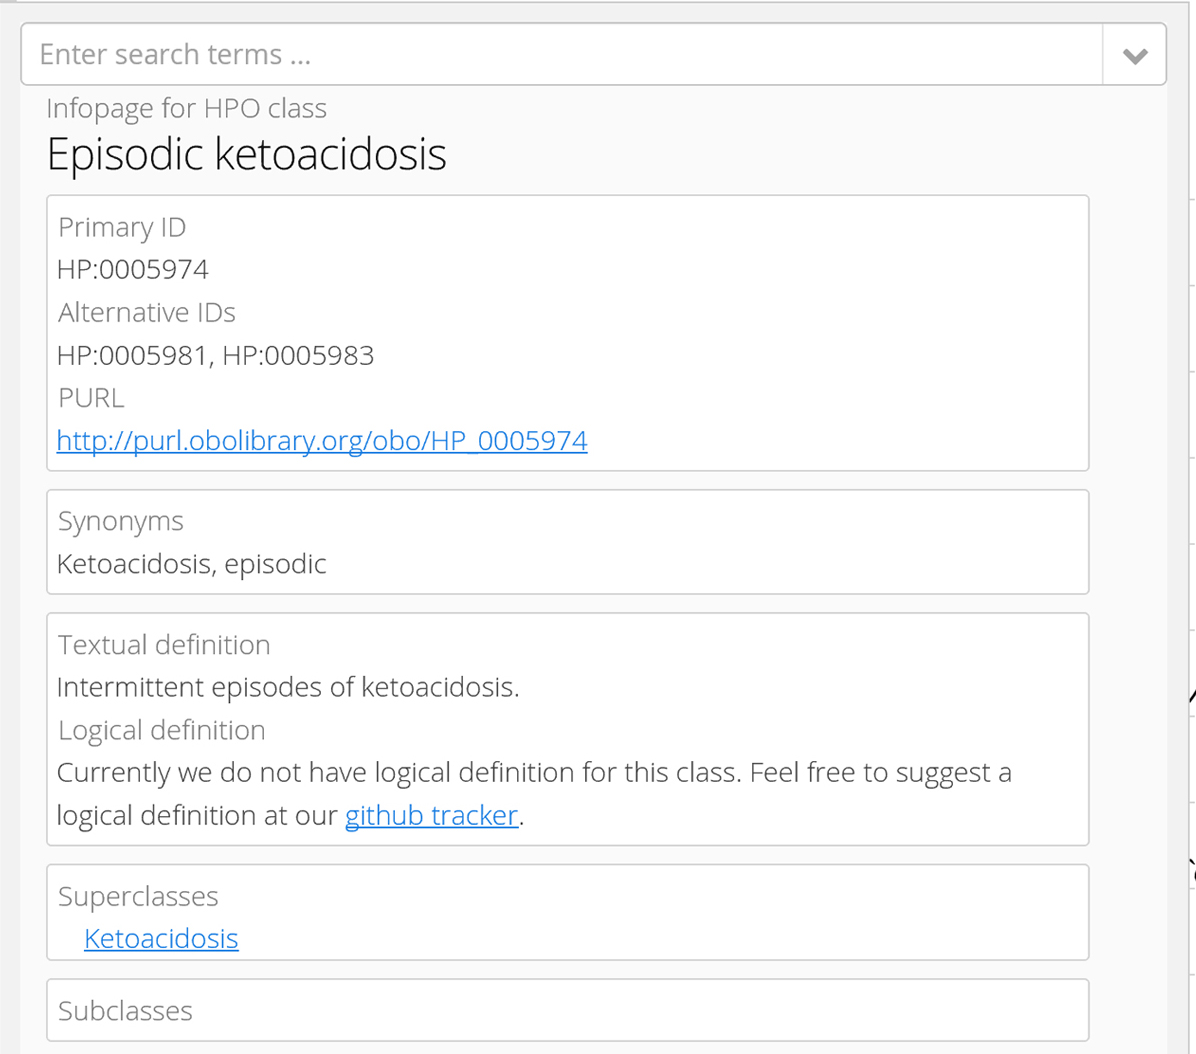 Enter search terms ...
Infopage for HPO class
Episodic ketoacidosis
Primary ID
HP:0005974
Alternative IDs
HP:0005981, HP:0005983
PURL
http://purl.obolibrary.org/obo/HP_0005974
Synonyms
Ketoacidosis, episodic
Textual definition
Intermittent episodes of ketoacidosis.
Logical definition
Currently we do not have logical definition for this class. Feel free to suggest a
logical definition at our github tracker.
Superclasses
Ketoacidosis
Subclasses